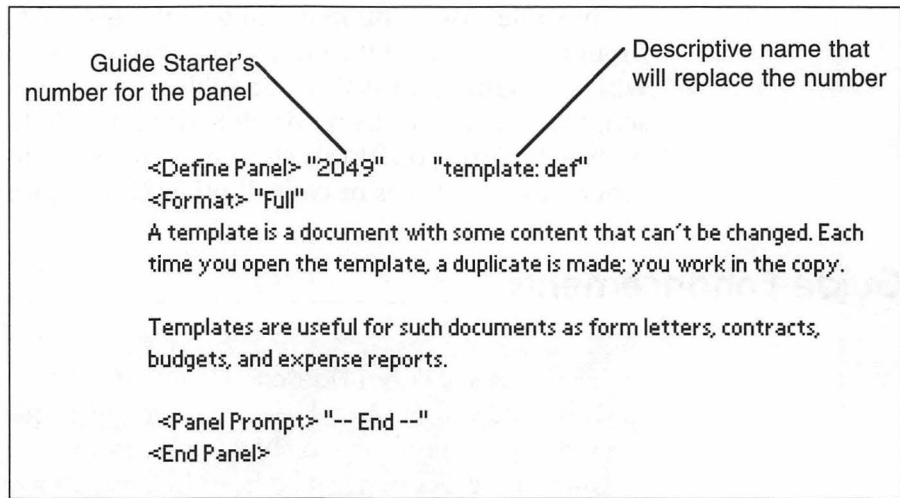 Guide Starter's
number for the panel
Descriptive name that
will replace the number
<Define Panel> "2049" "template: def"
<Format> "Full"
A template is a document with some content that can't be changed. Each
time you open the template, a duplicate is made; you work in the copy.
Templates are useful for such documents as form letters, contracts,
budgets, and expense reports.
<Panel Prompt> "-- End --"
<End Panel>